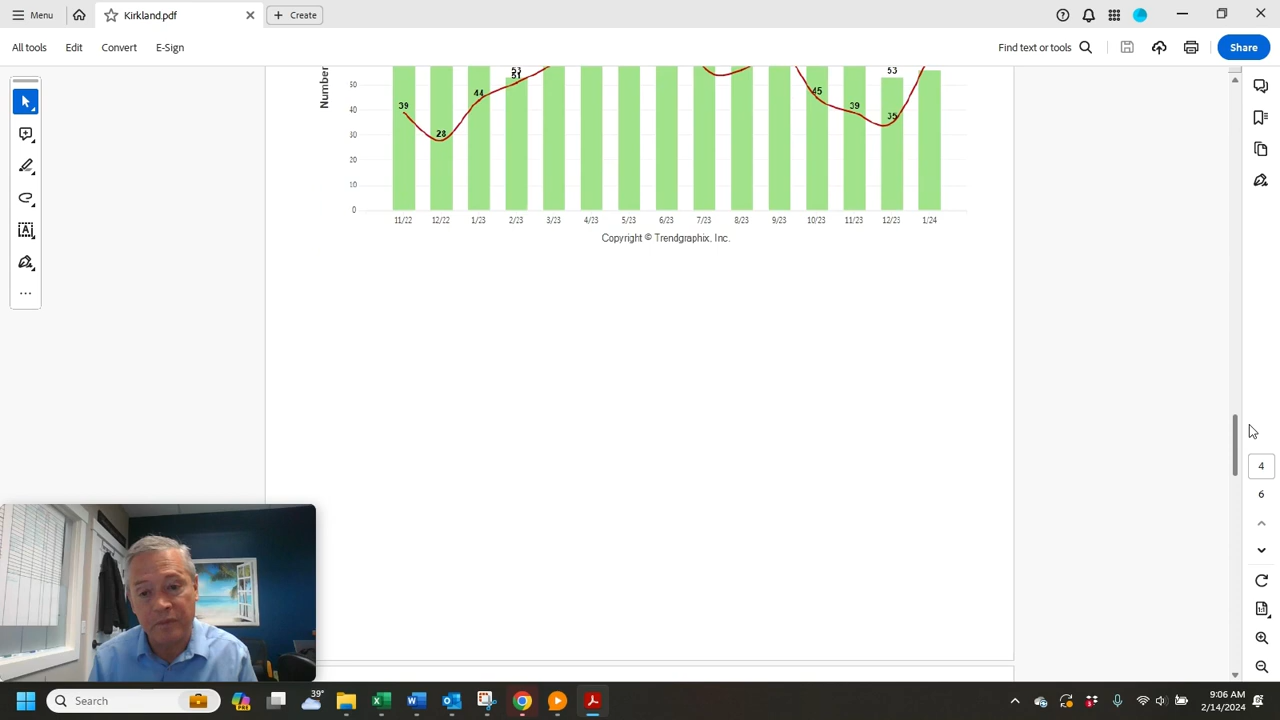 Menu
Kirkland.pdf
Create
All tools
Edit
Convert
E-Sign
Find text or tools
Share
Number
53
51
53
50
39
44
45
39
40
35
28
30
20
10
0
11/22
12/22
1/23
2/23
3/23
4/23
5/23
6/23
7/23
8/23
9/23
10/23
11/23
12/23
1/24
Copyright © Trendgraphix, Inc.
4
6
Search
PRE
39°
9:06 AM
2/14/2024